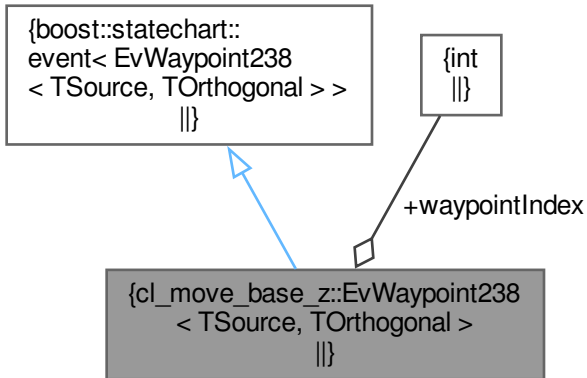 {boost::statechart::
event< EvWaypoint238
< TSource, TOrthogonal > >
||}
{int
||}
+waypointIndex
{cl_move_base_z::EvWaypoint238
< TSource, TOrthogonal >
||}